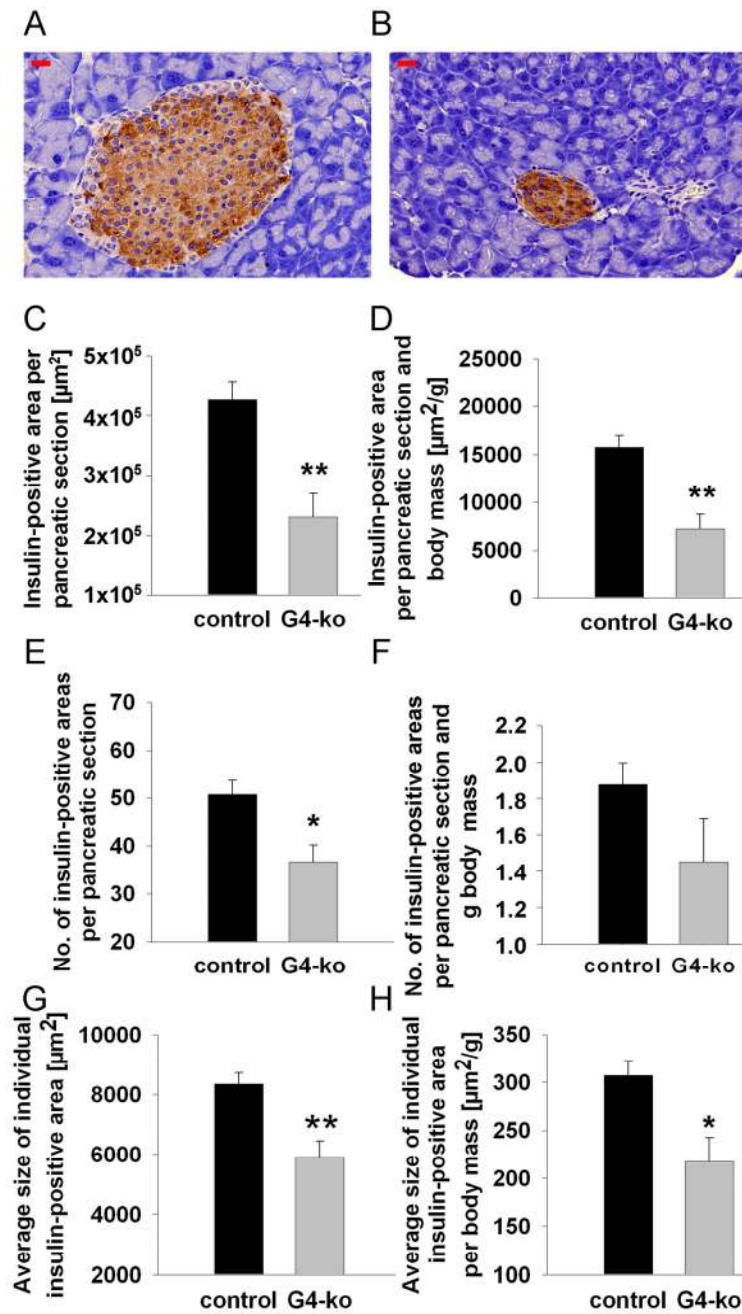 A
B
C
Insulin-positive area per
pancreatic section [µm²]
5x10⁵
4x10⁵
3x10⁵
2x10⁵
1x10⁵
**
control G4-ko
D
Insulin-positive area
per pancreatic section and
body mass [µm²/g]
25000
20000
15000
10000
5000
0
**
control G4-ko
E
No. of insulin-positive areas
per pancreatic section
70
60
50
40
30
20
*
control G4-ko
F
No. of insulin-positive areas
per pancreatic section and
g body mass
2.2
2.0
1.8
1.6
1.4
1.2
1.0
control G4-ko
G
Average size of individual
insulin-positive area [µm²]
10000
8000
6000
4000
2000
**
control G4-ko
H
Average size of individual
insulin-positive area
per body mass [µm²/g]
350
300
250
200
150
100
*
control G4-ko